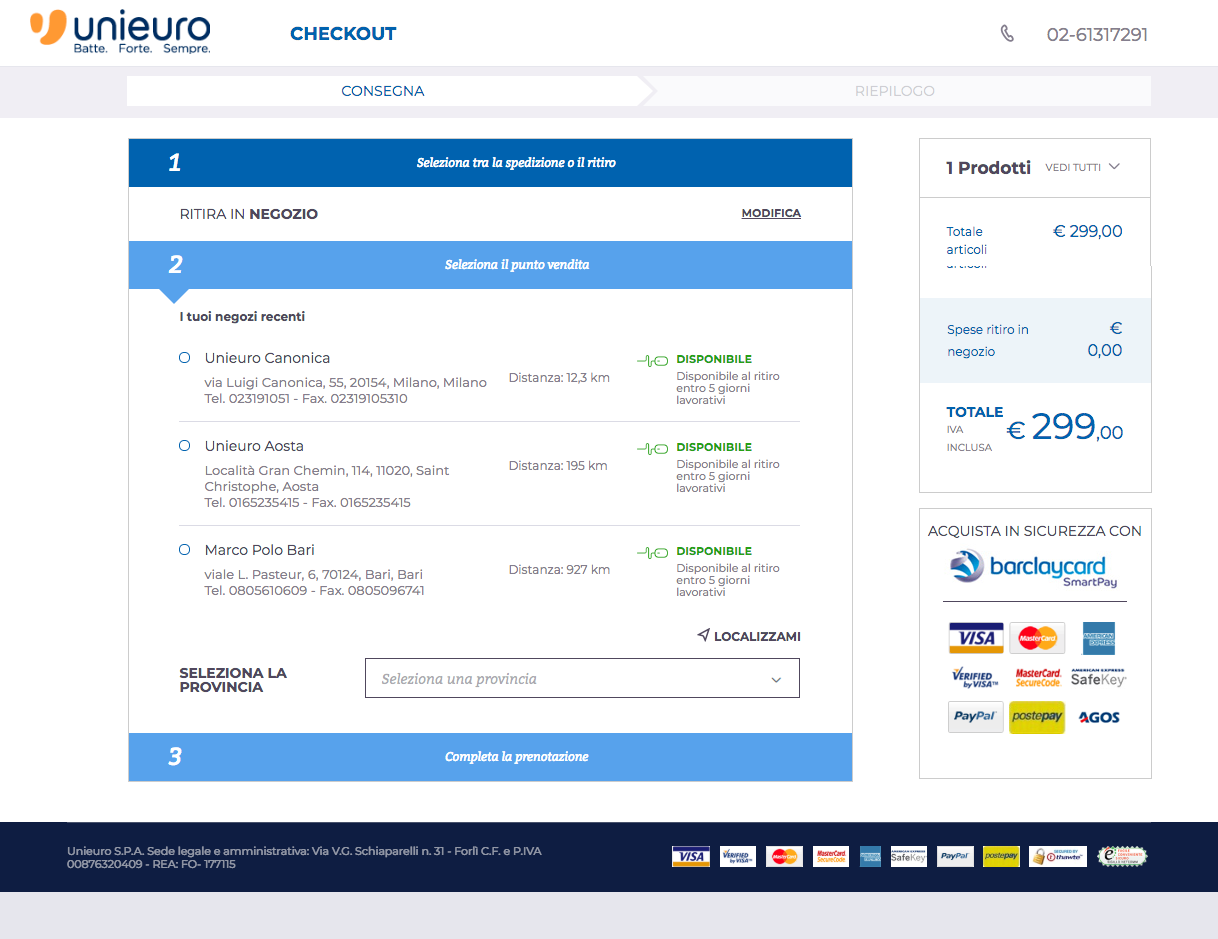 unieuro
Batte. Forte. Sempre.
CHECKOUT
02-61317291
CONSEGNA
RIEPILOGO
1
Seleziona tra la spedizione o il ritiro
RITIRA IN NEGOZIO
MODIFICA
2
Seleziona il punto vendita
I tuoi negozi recenti
Unieuro Canonica
via Luigi Canonica, 55, 20154, Milano, Milano
Tel. 023191051 - Fax. 02319105310
Distanza: 12,3 km
DISPONIBILE
Disponibile al ritiro
entro 5 giorni
lavorativi
Unieuro Aosta
Località Gran Chemin, 114, 11020, Saint
Christophe, Aosta
Tel. 0165235415 - Fax. 0165235415
Distanza: 195 km
DISPONIBILE
Disponibile al ritiro
entro 5 giorni
lavorativi
Marco Polo Bari
viale L. Pasteur, 6, 70124, Bari, Bari
Tel. 0805610609 - Fax. 0805096741
Distanza: 927 km
DISPONIBILE
Disponibile al ritiro
entro 5 giorni
lavorativi
LOCALIZZAMI
SELEZIONA LA
PROVINCIA
Seleziona una provincia
3
Completa la prenotazione
1 Prodotti
VEDI TUTTI
Totale
articoli
€ 299,00
Spese ritiro in
negozio
€
0,00
TOTALE
IVA
INCLUSA
€ 299,00
ACQUISTA IN SICUREZZA CON
barclaycard
SmartPay
VISA
MasterCard
AMERICAN EXPRESS
VERIFIED
by VISA
MasterCard.
SecureCode.
AMERICAN EXPRESS
SafeKey
PayPal
postepay
AGOS
Unieuro S.P.A. Sede legale e amministrativa: Via V.G. Schiaparelli n. 31 - Forlì C.F. e P.IVA
00876320409 - REA: FO- 177115
VISA
VERIFIED
by VISA
MasterCard
MasterCard.
SecureCode.
AMERICAN EXPRESS
SafeKey
PayPal
postepay
SECURED BY
thawte